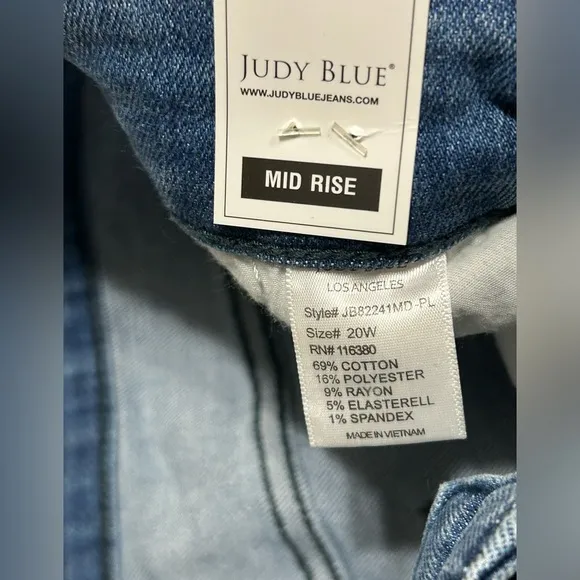 JUDY BLUE®
WWW.JUDYBLUEJEANS.COM
MID RISE
LOS ANGELES
Style# JB82241MD-PL
Size# 20W
RN# 116380
69% COTTON
16% POLYESTER
9% RAYON
5% ELASTERELL
1% SPANDEX
MADE IN VIETNAM